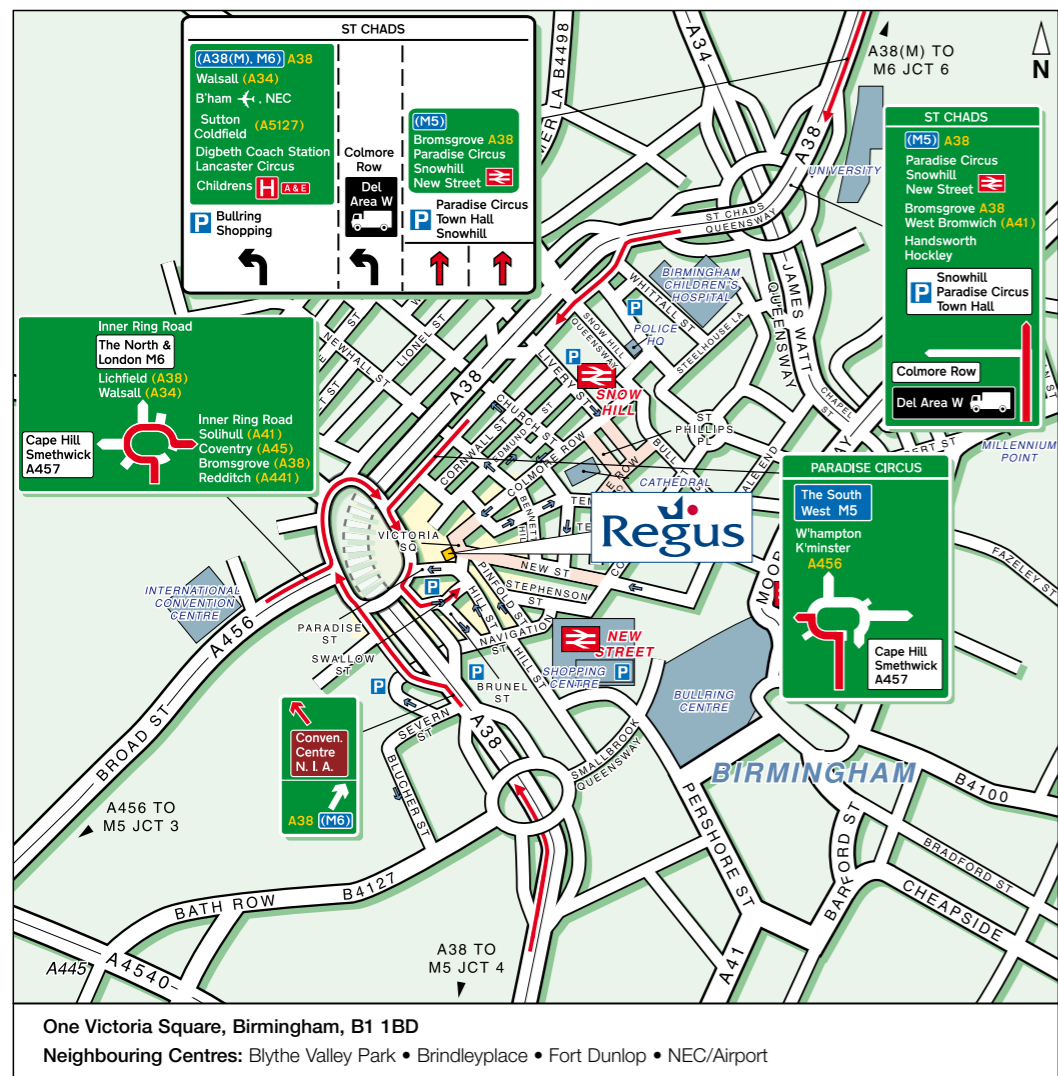 ST CHADS
(A38(M), M6) A38
Walsall (A34)
B'ham , NEC
Sutton
Coldfield (A5127)
Digbeth Coach Station
Lancaster Circus
Childrens H A&E
P Bullring
Shopping
Colmore
Row
Del
Area W
(M5)
Bromsgrove A38
Paradise Circus
Snowhill
New Street
P Paradise Circus
Town Hall
Snowhill
B4498
A34
A38(M) TO
M6 JCT 6
N
A38
UNIVERSITY
ST CHADS
(M5) A38
Paradise Circus
Snowhill
New Street
Bromsgrove A38
West Bromwich (A41)
Handsworth
Hockley
P Snowhill
Paradise Circus
Town Hall
Colmore Row
Del Area W
ST CHADS
QUEENSWAY
BIRMINGHAM
CHILDREN'S
HOSPITAL
JAMES WATT
QUEENSWAY
WHITTALL ST
STEELHOUSE LA
P
POLICE
HQ
SNOW HILL
QUEENSWAY
P
SNOW
HILL
LIVERY ST
LIONEL ST
NEWHALL ST
A38
CHURCH ST
EDMUND
CORNWALL ST
COLMORE ROW
ST
PHILLIPS
PL
BULL ST
CHAPEL
ST
CATHEDRAL
MILLENNIUM
POINT
Inner Ring Road
The North &
London M6
Lichfield (A38)
Walsall (A34)
Cape Hill
Smethwick
A457
Inner Ring Road
Solihull (A41)
Coventry (A45)
Bromsgrove (A38)
Redditch (A441)
PARADISE CIRCUS
The South
West M5
W'hampton
K'minster
A456
Cape Hill
Smethwick
A457
FAZELEY ST
Regus
BENNETT
HILL
VICTORIA
SQ
NEW ST
STEPHENSON
ST
PINFOLD ST
HILL ST
NAVIGATION
ST
HILL ST
P
INTERNATIONAL
CONVENTION
CENTRE
PARADISE
ST
SWALLOW
ST
A456
BROAD ST
NEW
STREET
SHOPPING
CENTRE
P
P
P
BRUNEL
ST
BULLRING
CENTRE
SEVERN
ST
A38
BLUCHER ST
SMALLBROOK
QUEENSWAY
Conven.
Centre
N. I. A.
A38 (M6)
BIRMINGHAM
B4100
A456 TO
M5 JCT 3
PERSHORE ST
BARFORD ST
BRADFORD ST
CHEAPSIDE
B4127
BATH ROW
A38 TO
M5 JCT 4
A41
A445
A4540
One Victoria Square, Birmingham, B1 1BD
Neighbouring Centres: Blythe Valley Park • Brindleyplace • Fort Dunlop • NEC/Airport